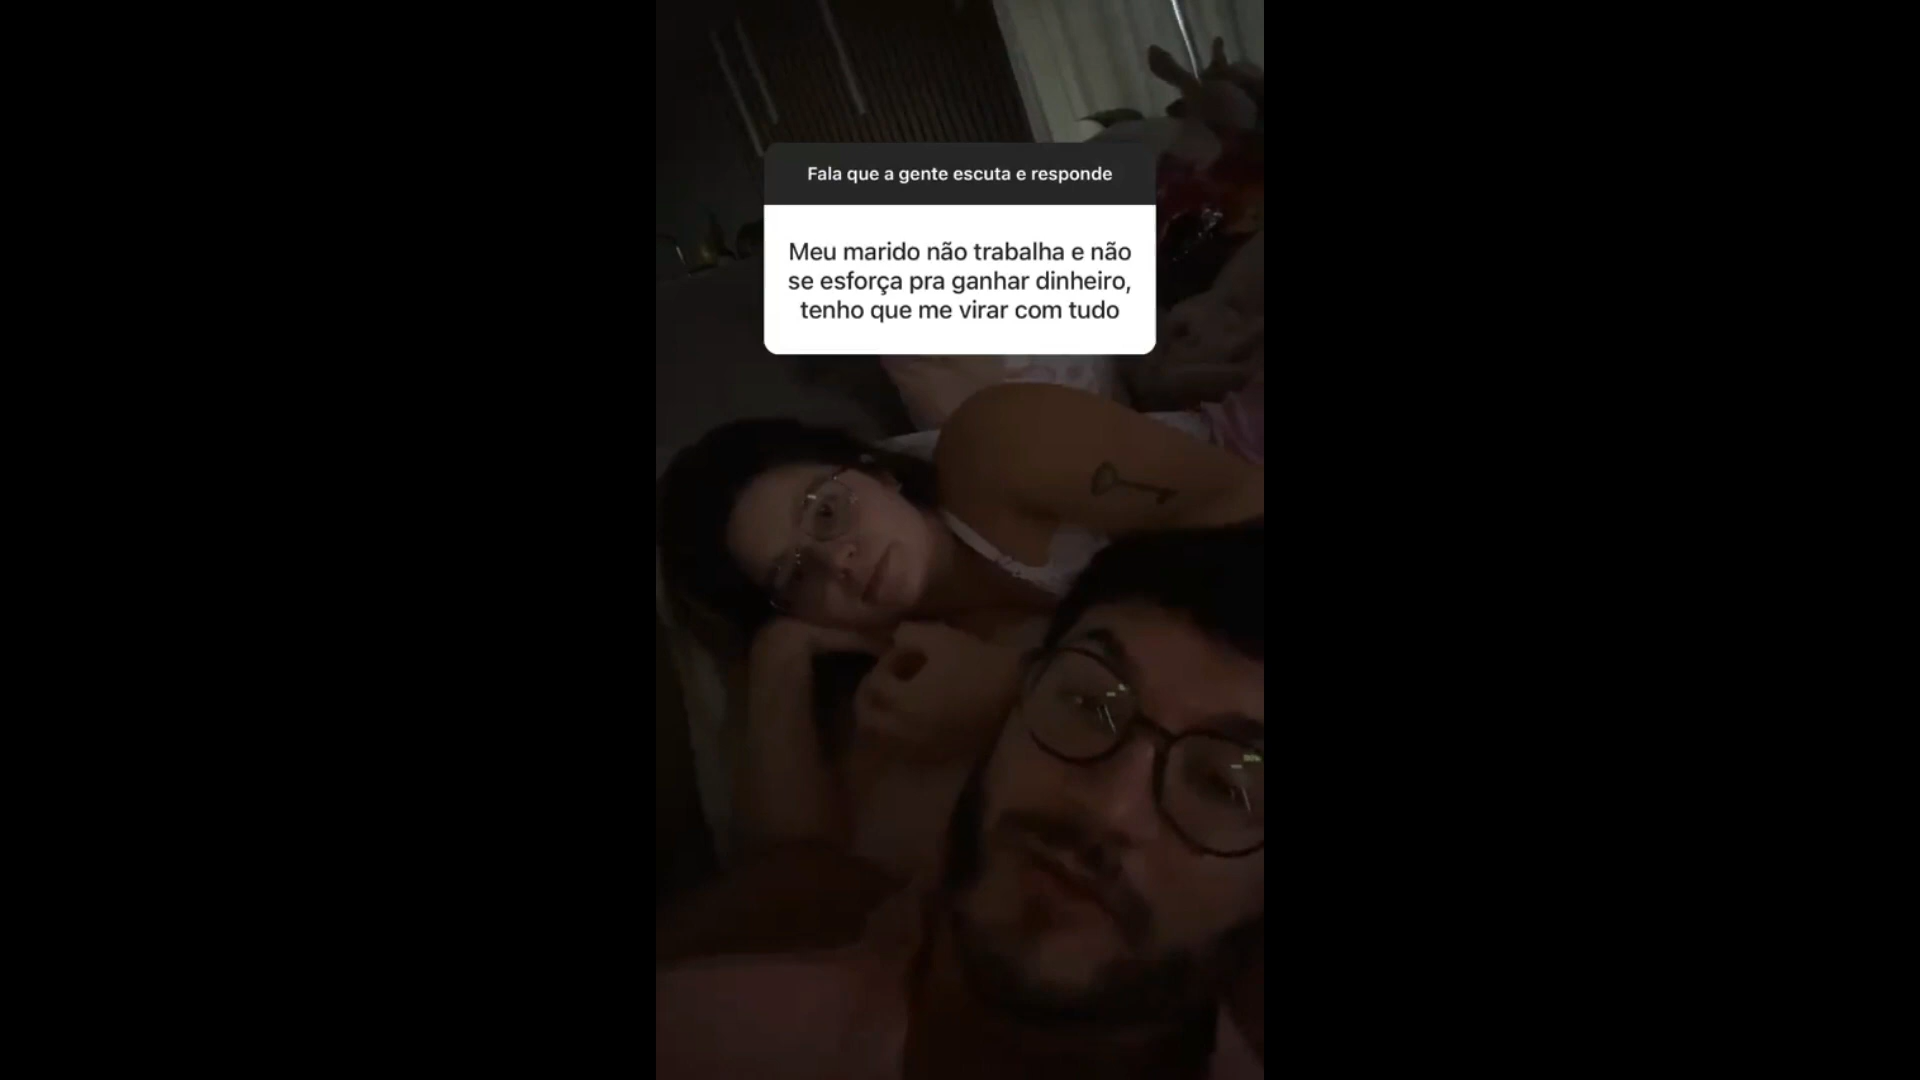 Fala que a gente escuta e responde
Meu marido não trabalha e não
se esforça pra ganhar dinheiro,
tenho que me virar com tudo